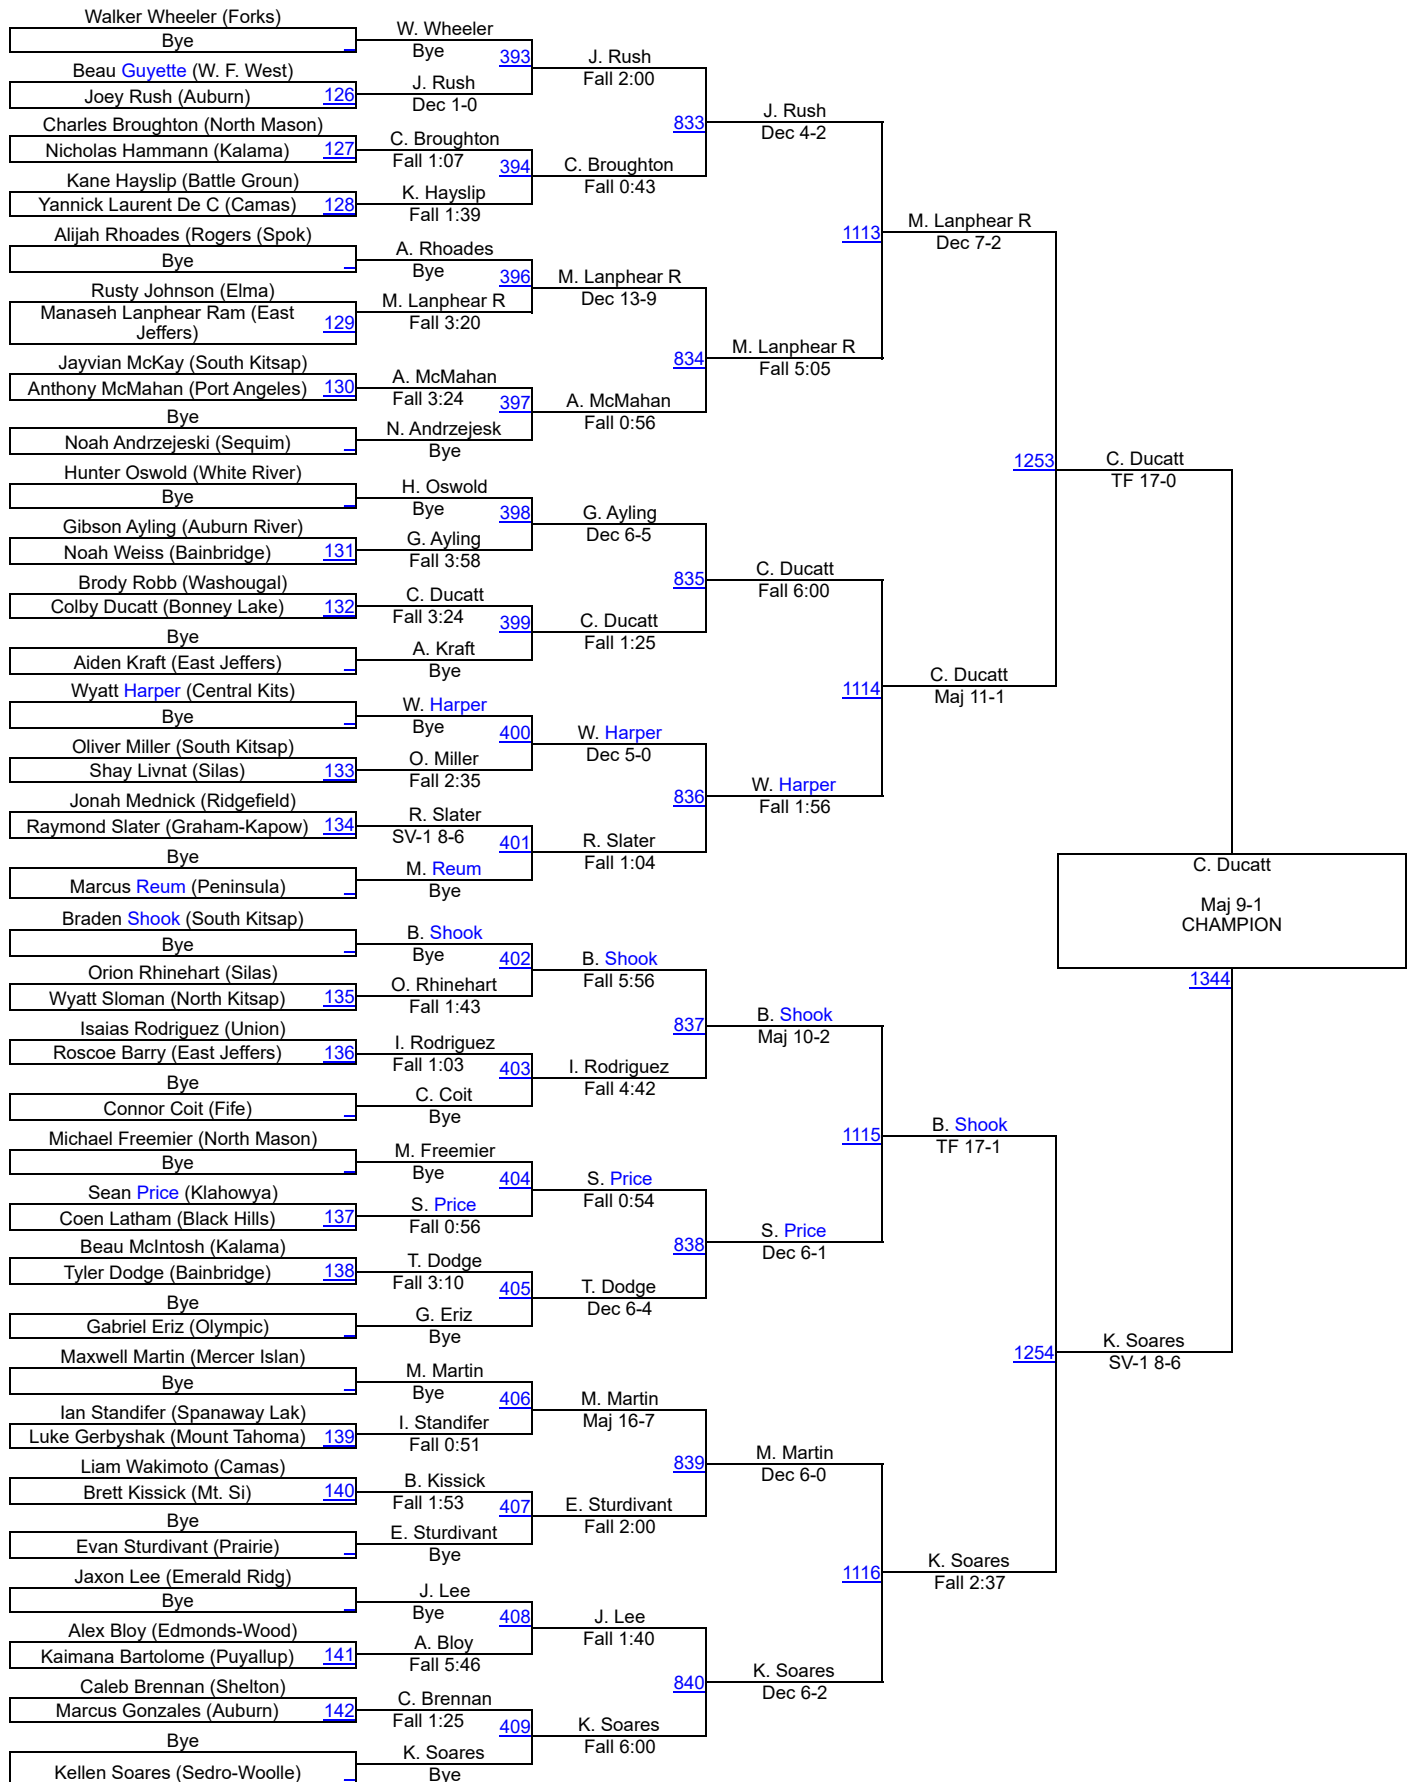 Walker Wheeler (Forks)
Bye
Beau Guyette (W. F. West)
Joey Rush (Auburn) 126
Charles Broughton (North Mason)
Nicholas Hammann (Kalama) 127
Kane Hayslip (Battle Groun)
Yannick Laurent De C (Camas) 128
Alijah Rhoades (Rogers (Spok)
Bye
Rusty Johnson (Elma)
Manaseh Lanphear Ram (East
Jeffers) 129
Jayvian McKay (South Kitsap)
Anthony McMahan (Port Angeles) 130
Bye
Noah Andrzejeski (Sequim)
Hunter Oswold (White River)
Bye
Gibson Ayling (Auburn River)
Noah Weiss (Bainbridge) 131
Brody Robb (Washougal)
Colby Ducatt (Bonney Lake) 132
Bye
Aiden Kraft (East Jeffers)
Wyatt Harper (Central Kits)
Bye
Oliver Miller (South Kitsap)
Shay Livnat (Silas) 133
Jonah Mednick (Ridgefield)
Raymond Slater (Graham-Kapow) 134
Bye
Marcus Reum (Peninsula)
Braden Shook (South Kitsap)
Bye
Orion Rhinehart (Silas)
Wyatt Sloman (North Kitsap) 135
Isaias Rodriguez (Union)
Roscoe Barry (East Jeffers) 136
Bye
Connor Coit (Fife)
Michael Freemier (North Mason)
Bye
Sean Price (Klahowya)
Coen Latham (Black Hills) 137
Beau McIntosh (Kalama)
Tyler Dodge (Bainbridge) 138
Bye
Gabriel Eriz (Olympic)
Maxwell Martin (Mercer Islan)
Bye
Ian Standifer (Spanaway Lak)
Luke Gerbyshak (Mount Tahoma) 139
Liam Wakimoto (Camas)
Brett Kissick (Mt. Si) 140
Bye
Evan Sturdivant (Prairie)
Jaxon Lee (Emerald Ridg)
Bye
Alex Bloy (Edmonds-Wood)
Kaimana Bartolome (Puyallup) 141
Caleb Brennan (Shelton)
Marcus Gonzales (Auburn) 142
Bye
Kellen Soares (Sedro-Woolle)
W. Wheeler
Bye
393
J. Rush
Dec 1-0
C. Broughton
Fall 1:07
394
K. Hayslip
Fall 1:39
A. Rhoades
Bye
396
M. Lanphear R
Fall 3:20
A. McMahan
Fall 3:24
397
N. Andrzejesk
Bye
H. Oswold
Bye
398
G. Ayling
Fall 3:58
C. Ducatt
Fall 3:24
399
A. Kraft
Bye
W. Harper
Bye
400
O. Miller
Fall 2:35
R. Slater
SV-1 8-6
401
M. Reum
Bye
B. Shook
Bye
402
O. Rhinehart
Fall 1:43
I. Rodriguez
Fall 1:03
403
C. Coit
Bye
M. Freemier
Bye
404
S. Price
Fall 0:56
T. Dodge
Fall 3:10
405
G. Eriz
Bye
M. Martin
Bye
406
I. Standifer
Fall 0:51
B. Kissick
Fall 1:53
407
E. Sturdivant
Bye
J. Lee
Bye
408
A. Bloy
Fall 5:46
C. Brennan
Fall 1:25
409
K. Soares
Bye
J. Rush
Fall 2:00
833
C. Broughton
Fall 0:43
M. Lanphear R
Dec 13-9
834
A. McMahan
Fall 0:56
G. Ayling
Dec 6-5
835
C. Ducatt
Fall 1:25
W. Harper
Dec 5-0
836
R. Slater
Fall 1:04
B. Shook
Fall 5:56
837
I. Rodriguez
Fall 4:42
S. Price
Fall 0:54
838
T. Dodge
Dec 6-4
M. Martin
Maj 16-7
839
E. Sturdivant
Fall 2:00
J. Lee
Fall 1:40
840
K. Soares
Fall 6:00
J. Rush
Dec 4-2
1113
M. Lanphear R
Fall 5:05
C. Ducatt
Fall 6:00
1114
W. Harper
Fall 1:56
B. Shook
Maj 10-2
1115
S. Price
Dec 6-1
M. Martin
Dec 6-0
1116
K. Soares
Dec 6-2
M. Lanphear R
Dec 7-2
1253
C. Ducatt
Maj 11-1
B. Shook
TF 17-1
1254
K. Soares
Fall 2:37
C. Ducatt
TF 17-0
C. Ducatt
Maj 9-1
CHAMPION
1344
K. Soares
SV-1 8-6